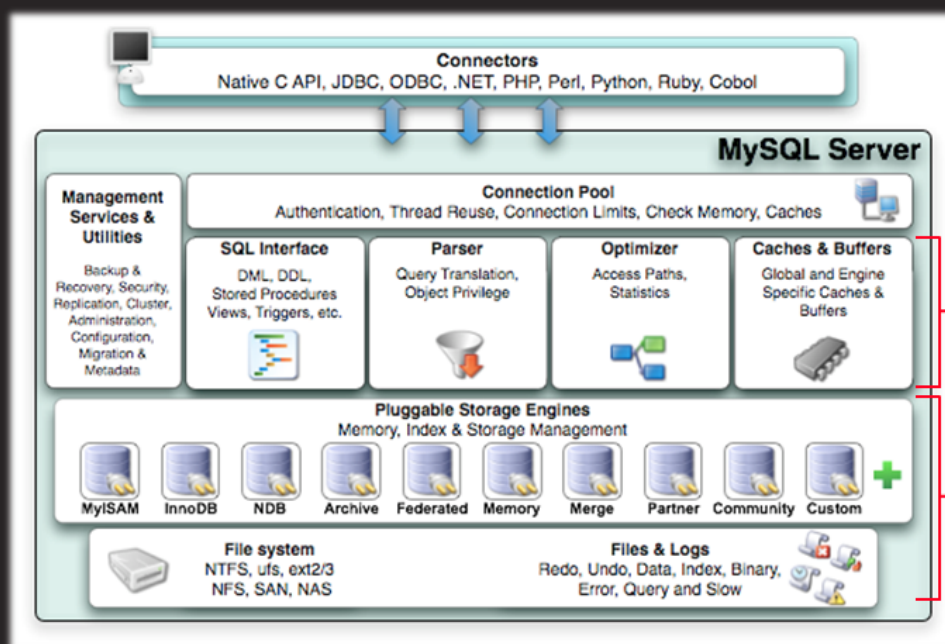 Connectors
Native C API, JDBC, ODBC, .NET, PHP, Perl, Python, Ruby, Cobol
MySQL Server
Management
Services &
Utilities
Backup &
Recovery, Security,
Replication, Cluster,
Administration,
Configuration,
Migration &
Metadata
Connection Pool
Authentication, Thread Reuse, Connection Limits, Check Memory, Caches
SQL Interface
DML, DDL,
Stored Procedures
Views, Triggers, etc.
Parser
Query Translation,
Object Privilege
Optimizer
Access Paths,
Statistics
Caches & Buffers
Global and Engine
Specific Caches &
Buffers
Pluggable Storage Engines
Memory, Index & Storage Management
MyISAM
InnoDB
NDB
Archive
Federated
Memory
Merge
Partner
Community
Custom
File system
NTFS, ufs, ext2/3
NFS, SAN, NAS
Files & Logs
Redo, Undo, Data, Index, Binary,
Error, Query and Slow